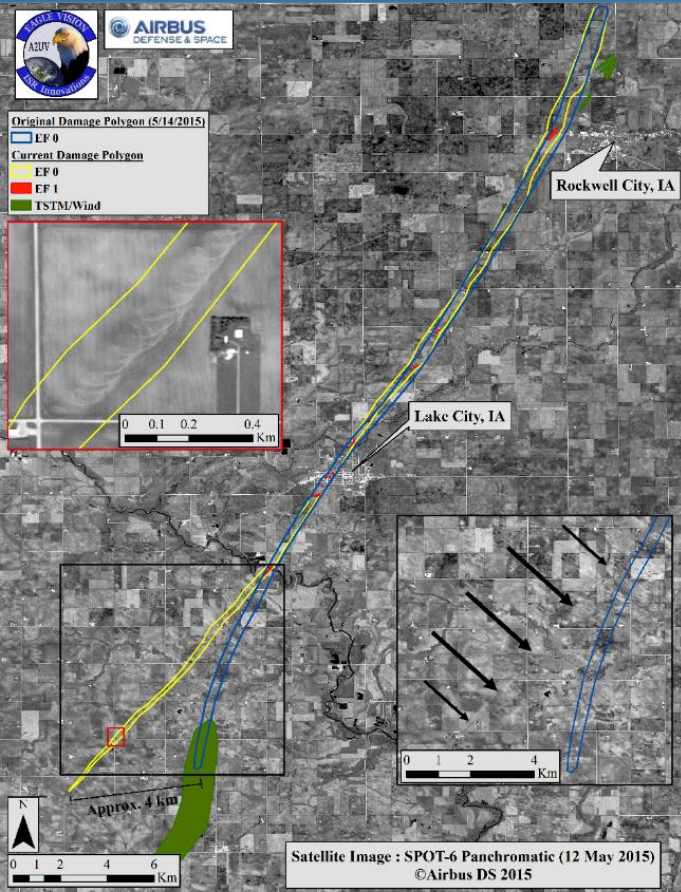 EAGLE VISION
A2UV
ISR Innovations
AIRBUS
DEFENSE & SPACE
Original Damage Polygon (5/14/2015)
EF 0
Current Damage Polygon
EF 0
EF 1
TSTM/Wind
Rockwell City, IA
0 0.1 0.2 0.4
Km
Lake City, IA
0 1 2 4
Km
Approx. 4 km
N
0 1 2 4 6
Km
Satellite Image : SPOT-6 Panchromatic (12 May 2015)
©Airbus DS 2015